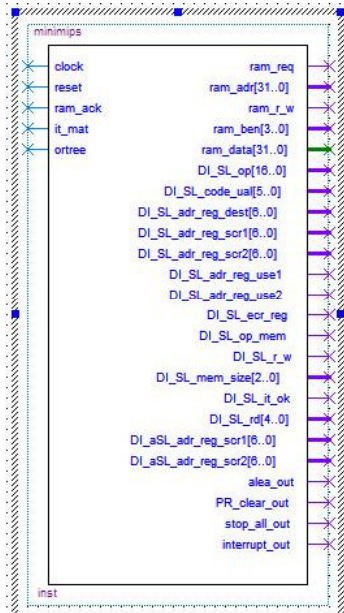 minimips
clock
ram_req
reset
ram_adr[31..0]
ram_ack
ram_r_w
it_mat
ram_ben[3..0]
ortree
ram_data[31..0]
DI_SL_op[16..0]
DI_SL_code_ual[5..0]
DI_SL_adr_reg_dest[6..0]
DI_SL_adr_reg_scr1[6..0]
DI_SL_adr_reg_scr2[6..0]
DI_SL_adr_reg_use1
DI_SL_adr_reg_use2
DI_SL_ecr_reg
DI_SL_op_mem
DI_SL_r_w
DI_SL_mem_size[2..0]
DI_SL_it_ok
DI_SL_rd[4..0]
DI_aSL_adr_reg_scr1[6..0]
DI_aSL_adr_reg_scr2[6..0]
alea_out
PR_clear_out
stop_all_out
interrupt_out
inst